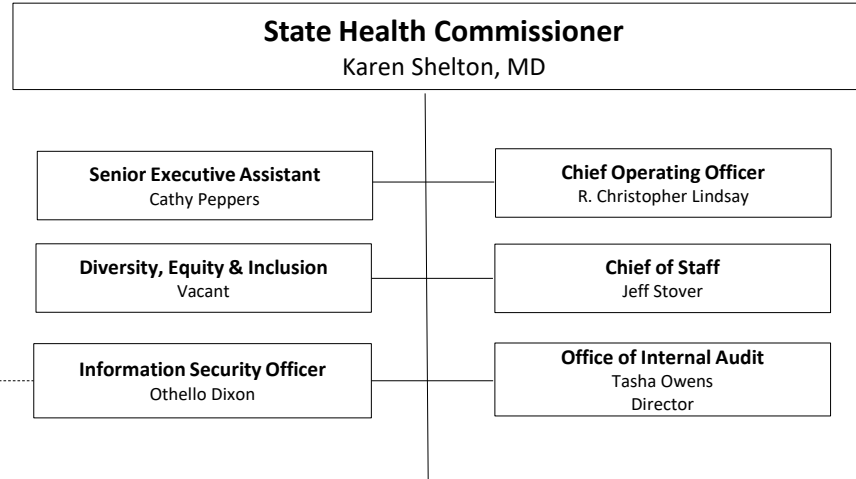 State Health Commissioner
Karen Shelton, MD
Senior Executive Assistant
Cathy Peppers
Chief Operating Officer
R. Christopher Lindsay
Diversity, Equity & Inclusion
Vacant
Chief of Staff
Jeff Stover
Information Security Officer
Othello Dixon
Office of Internal Audit
Tasha Owens
Director